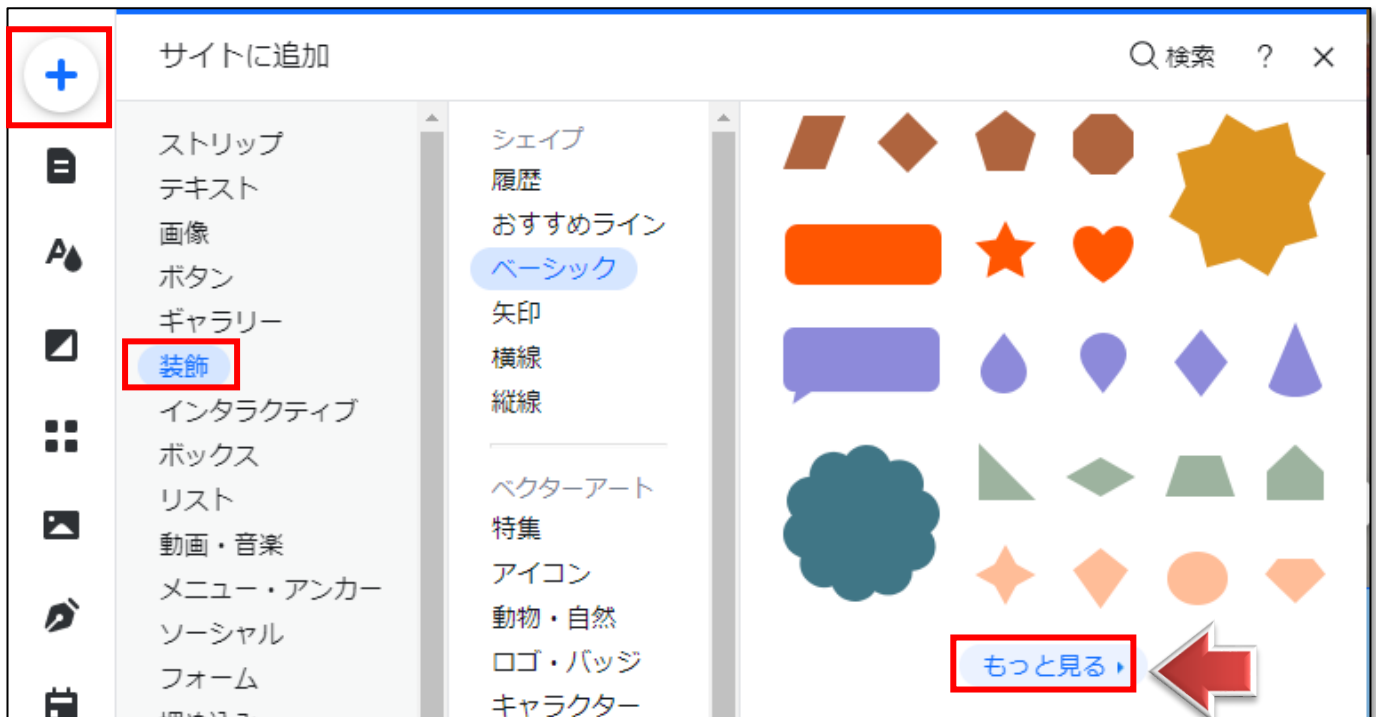 サイトに追加
検索 ? ×
ストリップ
テキスト
画像
ボタン
ギャラリー
装飾
インタラクティブ
ボックス
リスト
動画・音楽
メニュー・アンカー
ソーシャル
フォーム
シェイプ
履歴
おすすめライン
ベーシック
矢印
横線
縦線
ベクターアート
特集
アイコン
動物・自然
ロゴ・バッジ
キャラクター
もっと見る